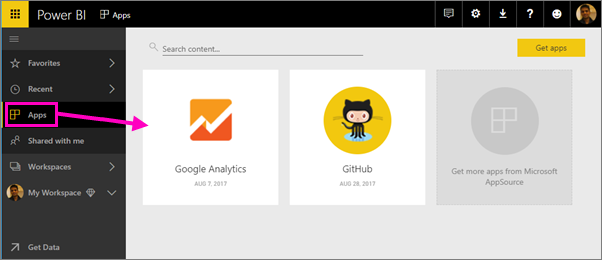 Power BI
Apps
Search content...
Get apps
Favorites
Recent
Apps
Shared with me
Workspaces
My Workspace
Get Data
Google Analytics
AUG 7, 2017
GitHub
AUG 28, 2017
Get more apps from Microsoft
AppSource